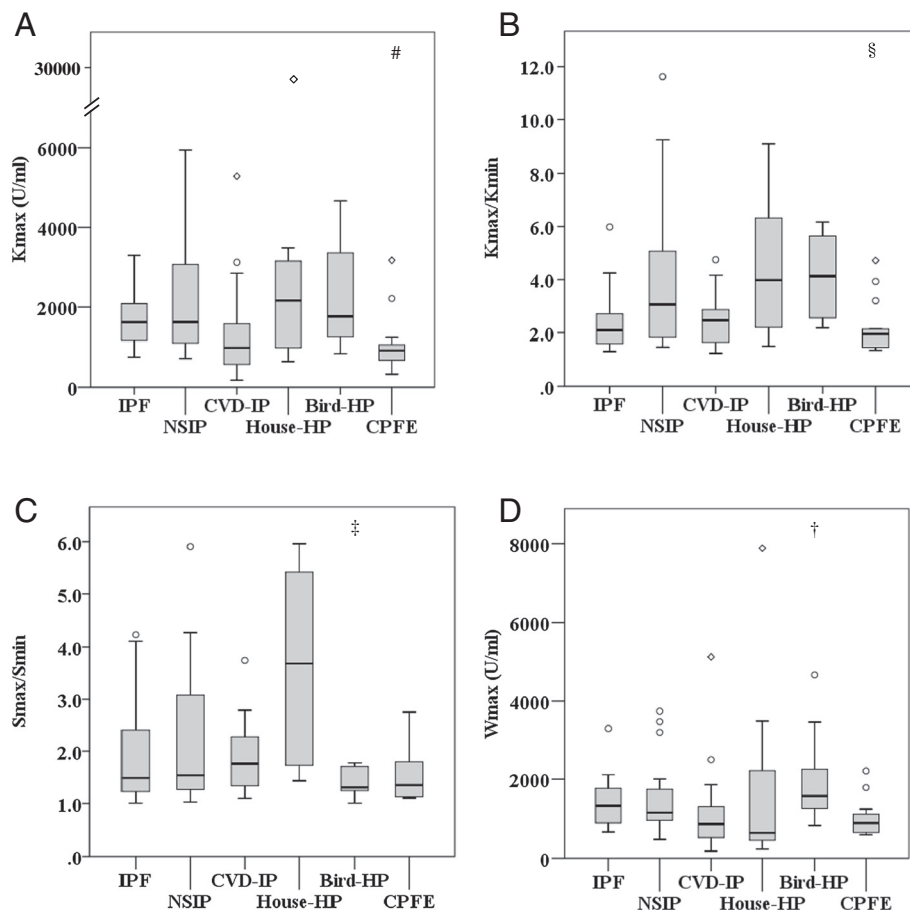 A
#
30000
6000
4000
2000
0
Kmax (U/ml)
IPF
CVD-IP
Bird-HP
NSIP
House-HP
CPFE
B
§
12.0
10.0
8.0
6.0
4.0
2.0
.0
Kmax/Kmin
IPF
CVD-IP
Bird-HP
NSIP
House-HP
CPFE
C
‡
6.0
5.0
4.0
3.0
2.0
1.0
.0
Smax/Smin
IPF
CVD-IP
Bird-HP
NSIP
House-HP
CPFE
D
†
8000
6000
4000
2000
0
Wmax (U/ml)
IPF
CVD-IP
Bird-HP
NSIP
House-HP
CPFE